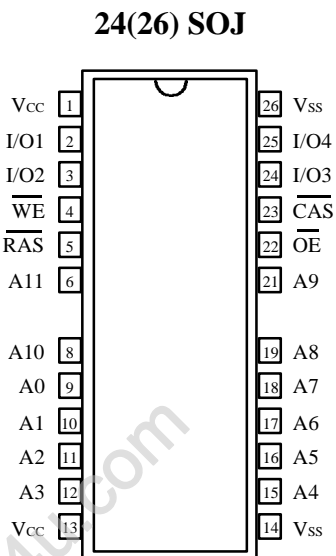 24(26) SOJ
Vcc 1 26 Vss
I/O1 2 25 I/O4
I/O2 3 24 I/O3
WE 4 23 CAS
RAS 5 22 OE
A11 6 21 A9
A10 8 19 A8
A0 9 18 A7
A1 10 17 A6
A2 11 16 A5
A3 12 15 A4
Vcc 13 14 Vss
4u.com